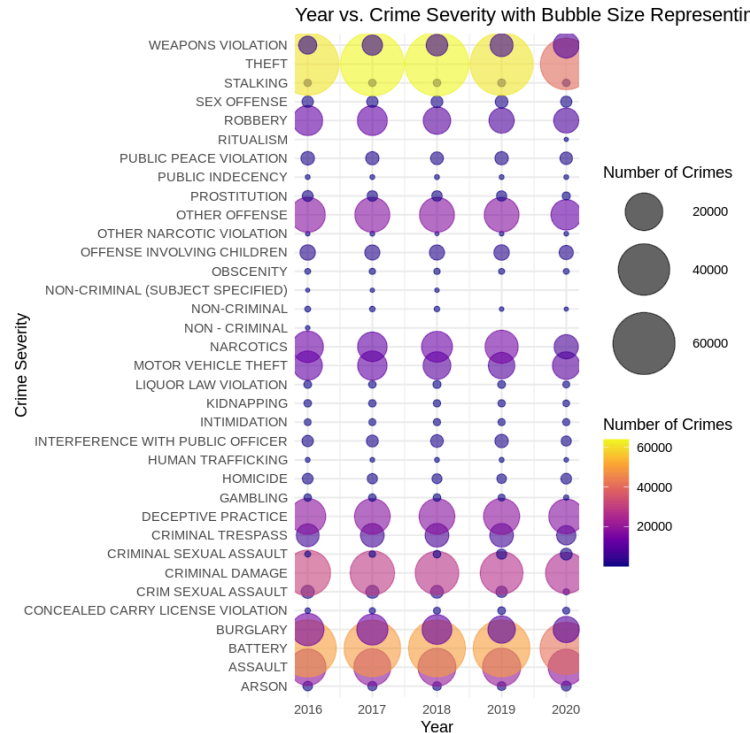 Year vs. Crime Severity with Bubble Size Representin
WEAPONS VIOLATION
THEFT
STALKING
SEX OFFENSE
ROBBERY
RITUALISM
PUBLIC PEACE VIOLATION
PUBLIC INDECENCY
PROSTITUTION
OTHER OFFENSE
OTHER NARCOTIC VIOLATION
OFFENSE INVOLVING CHILDREN
OBSCENITY
NON-CRIMINAL (SUBJECT SPECIFIED)
NON-CRIMINAL
NON - CRIMINAL
NARCOTICS
MOTOR VEHICLE THEFT
LIQUOR LAW VIOLATION
KIDNAPPING
INTIMIDATION
INTERFERENCE WITH PUBLIC OFFICER
HUMAN TRAFFICKING
HOMICIDE
GAMBLING
DECEPTIVE PRACTICE
CRIMINAL TRESPASS
CRIMINAL SEXUAL ASSAULT
CRIMINAL DAMAGE
CRIM SEXUAL ASSAULT
CONCEALED CARRY LICENSE VIOLATION
BURGLARY
BATTERY
ASSAULT
ARSON
Crime Severity
2016 2017 2018 2019 2020
Year
Number of Crimes
20000
40000
60000
Number of Crimes
60000
40000
20000